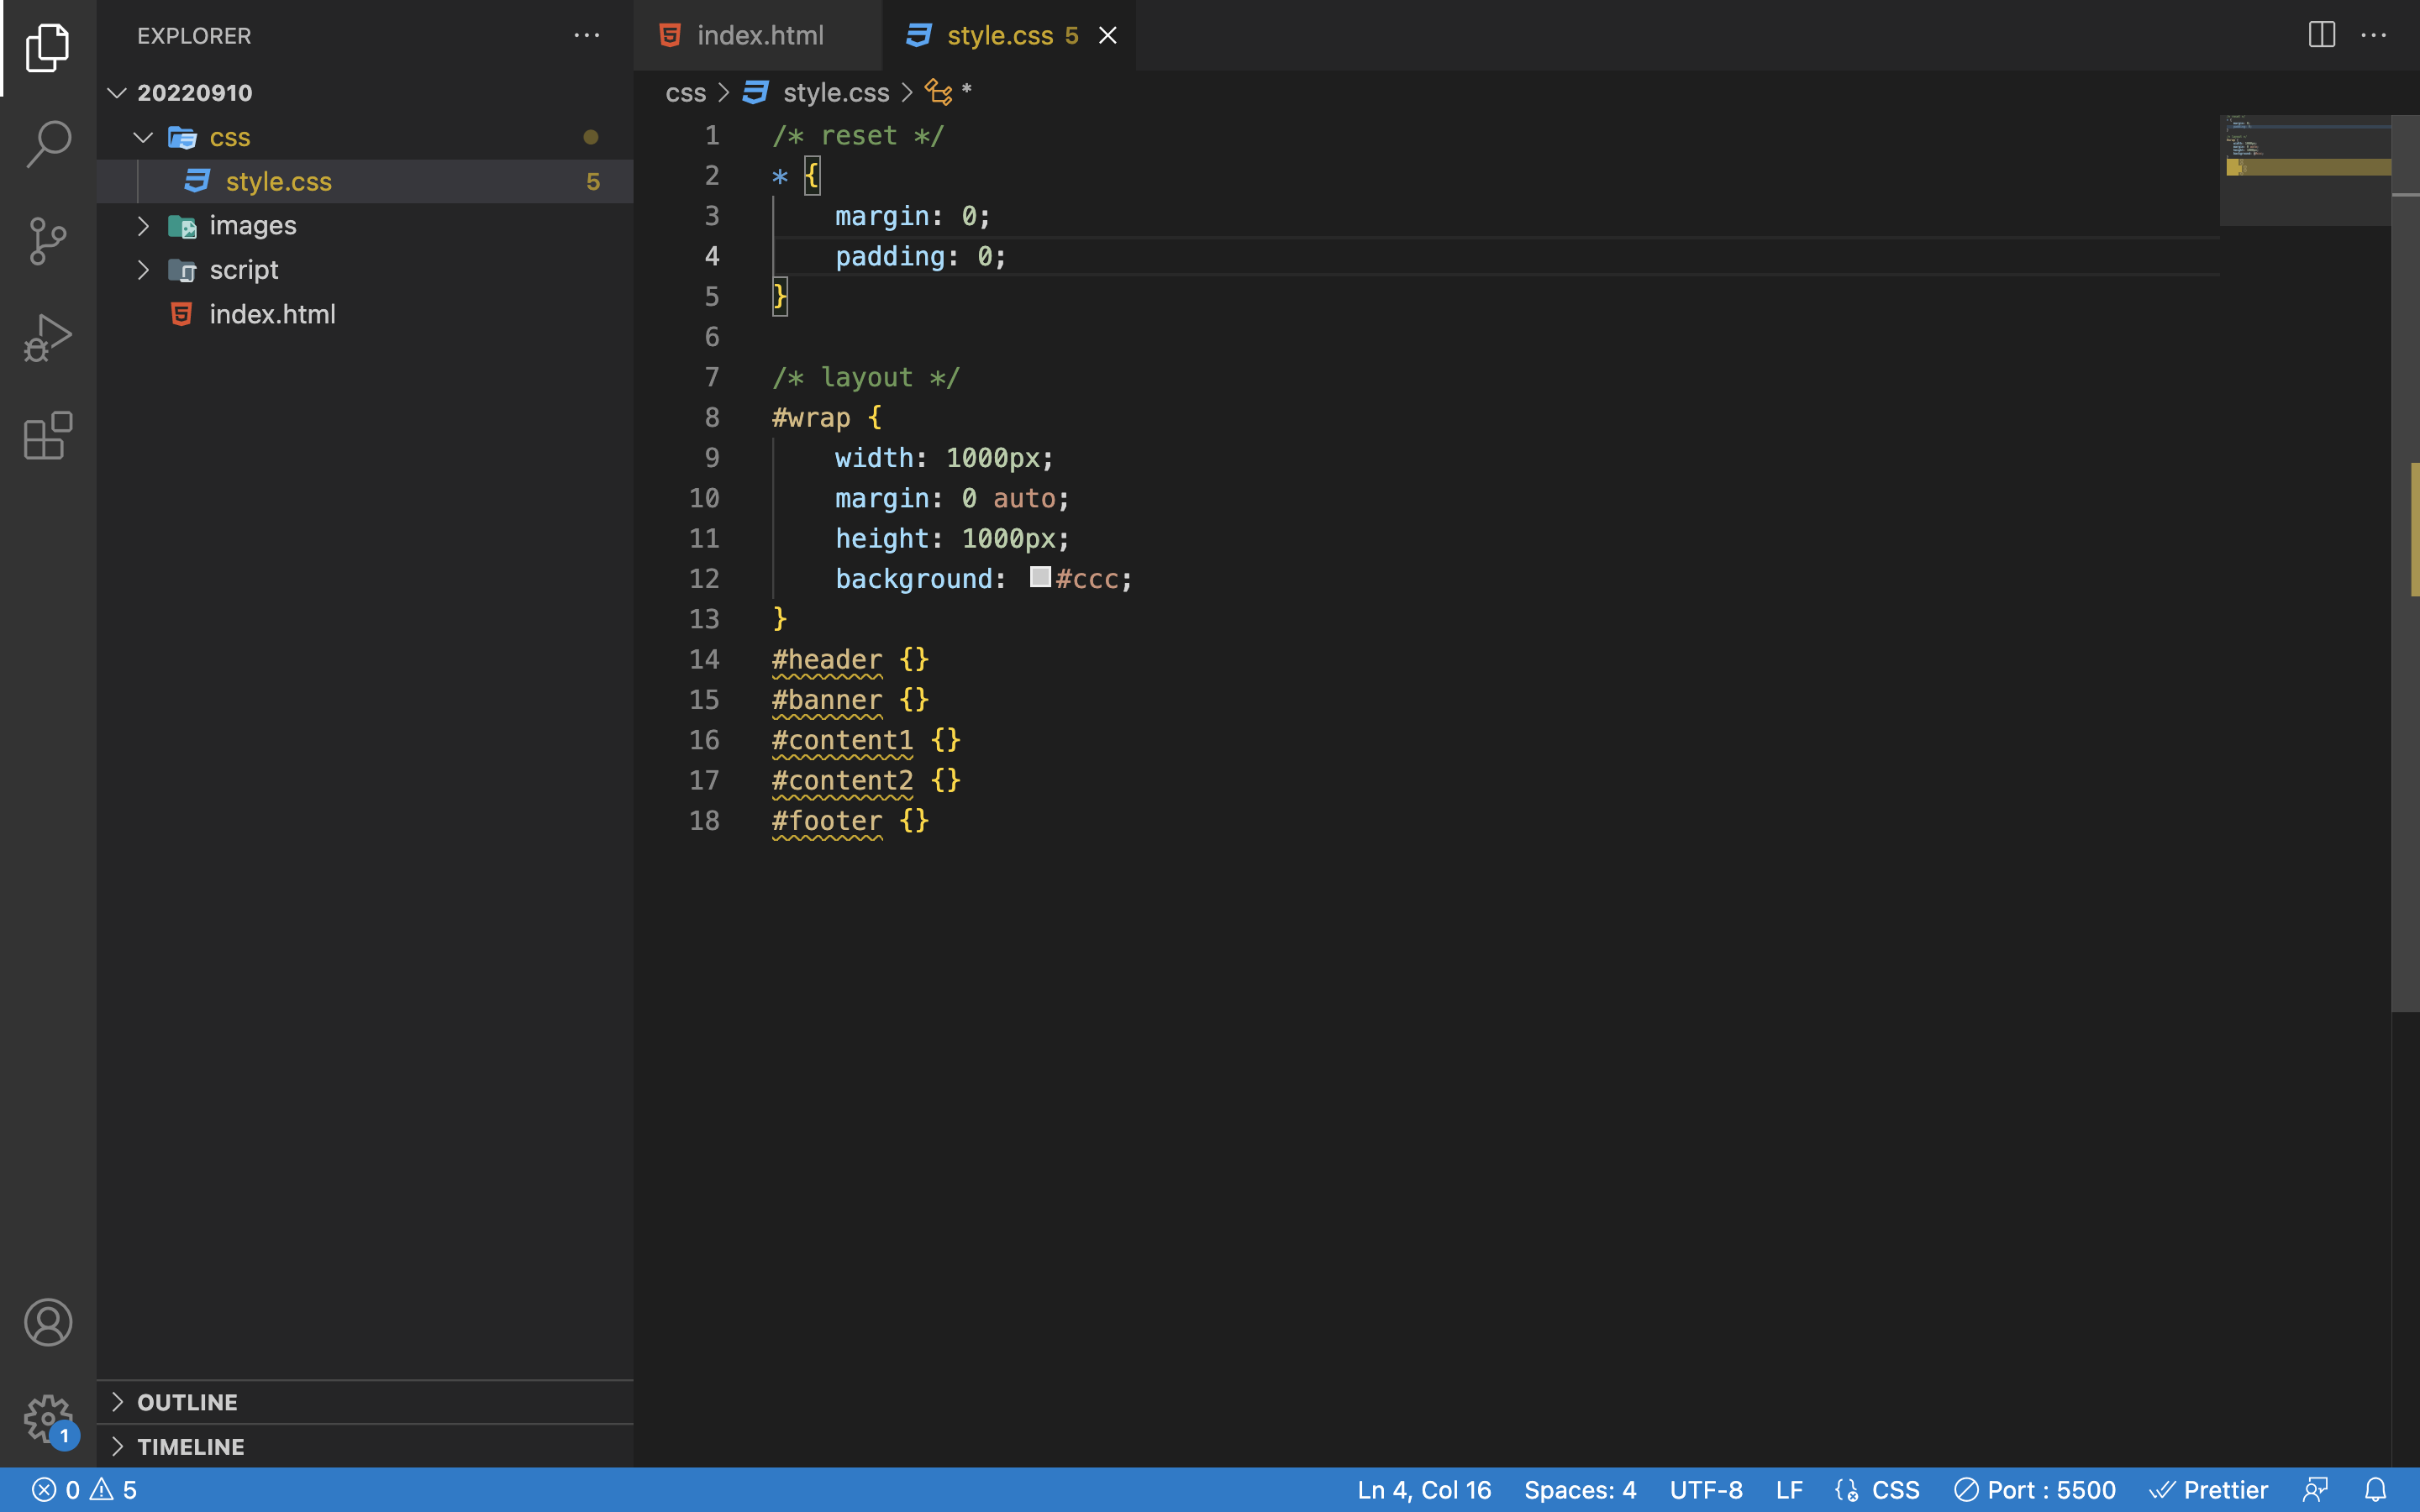 EXPLORER
20220910
css
style.css 5
images
script
index.html
OUTLINE
TIMELINE
index.html
style.css 5
css > style.css > *
1 /* reset */
2 * {
3     margin: 0;
4     padding: 0;
5 }
6
7 /* layout */
8 #wrap {
9     width: 1000px;
10     margin: 0 auto;
11     height: 1000px;
12     background: #ccc;
13 }
14 #header {}
15 #banner {}
16 #content1 {}
17 #content2 {}
18 #footer {}
1
0 5 Ln 4, Col 16 Spaces: 4 UTF-8 LF CSS Port : 5500 Prettier